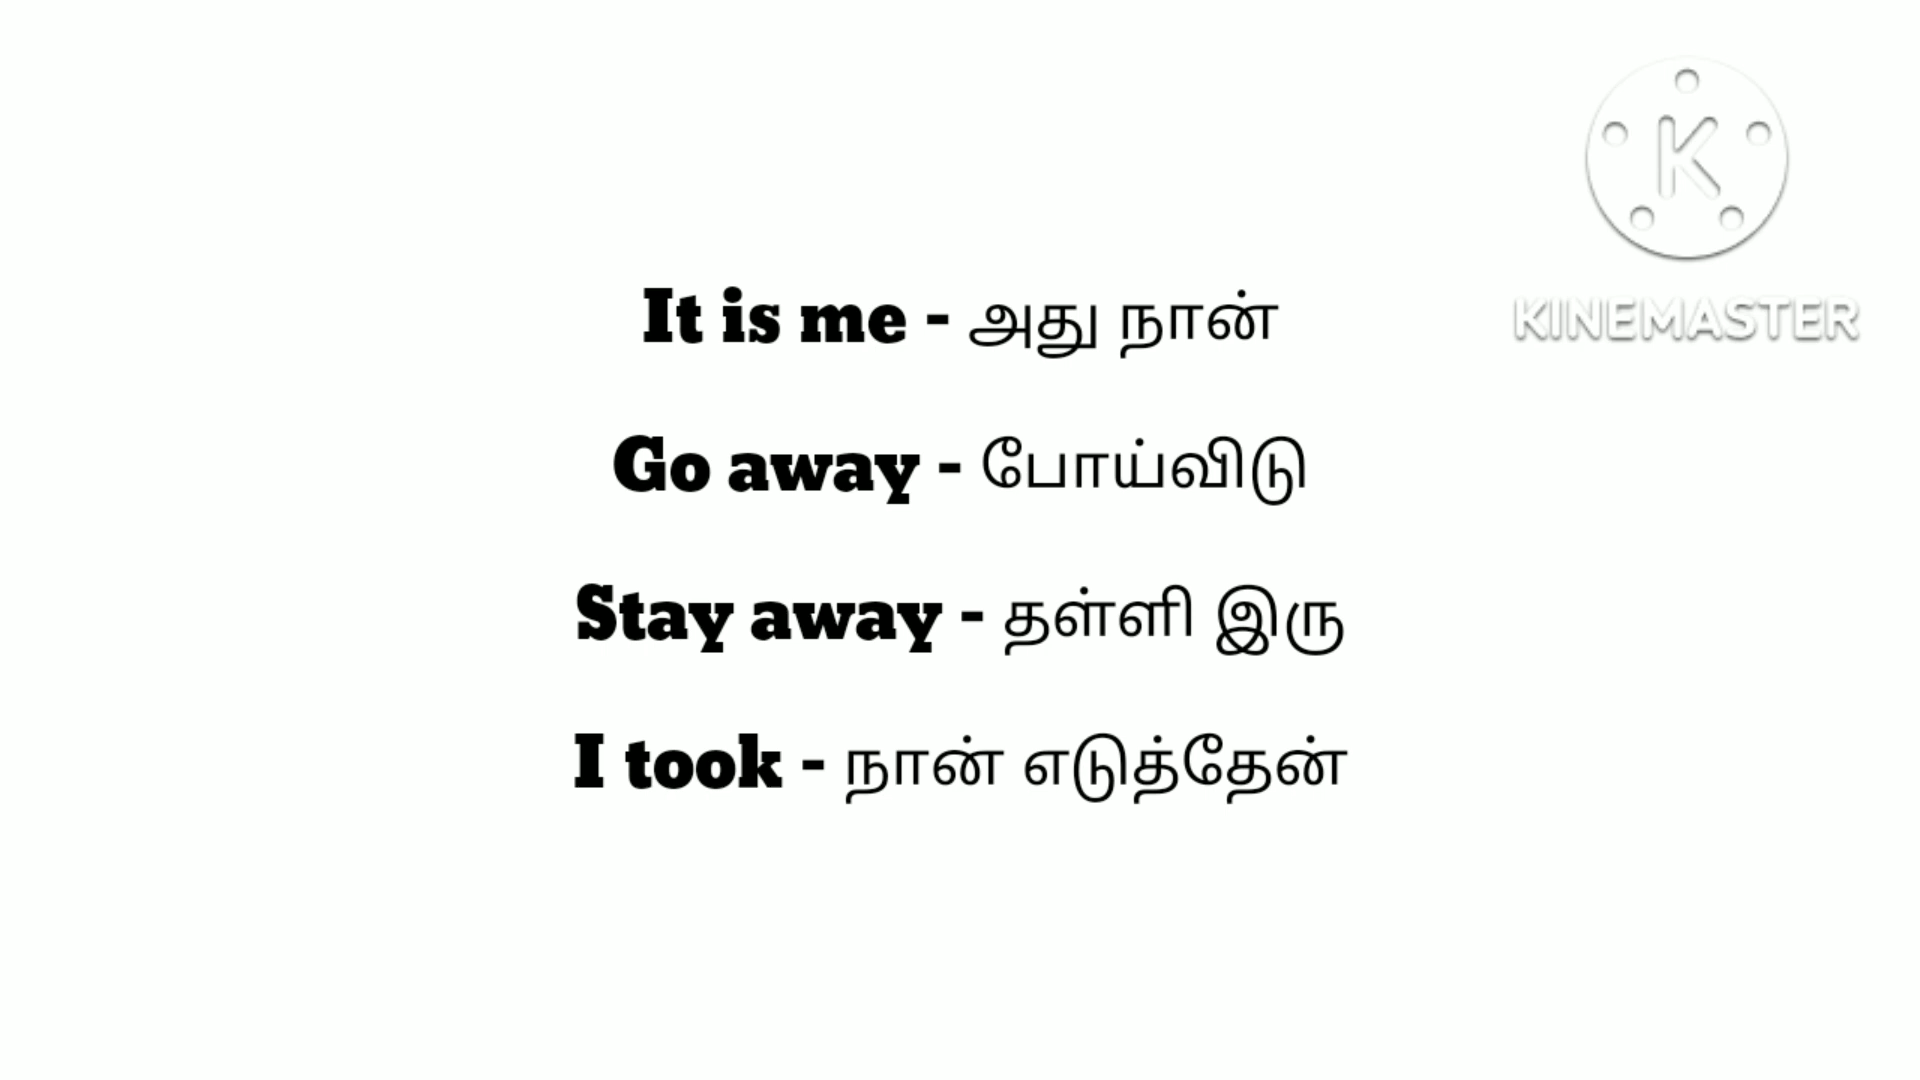 It is me - அது நான்
Go away - போய்விடு
Stay away - தள்ளி இரு
I took - நான் எடுத்தேன்
K
KINEMASTER